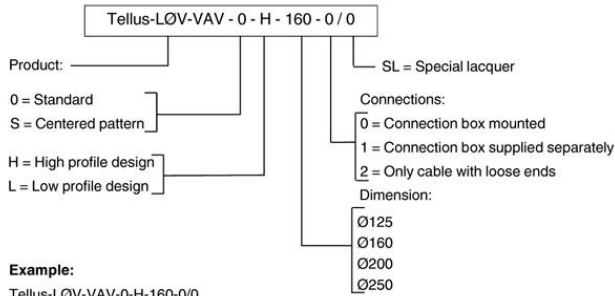 Tellus-LØV-VAV - 0 - H - 160 - 0 / 0
Product:
SL = Special lacquer
0 = Standard
S = Centered pattern
Connections:
0 = Connection box mounted
1 = Connection box supplied separately
2 = Only cable with loose ends
H = High profile design
L = Low profile design
Dimension:
Ø125
Ø160
Ø200
Ø250
Example:
Tellus-LØV-VAV-0-H-160-0/0